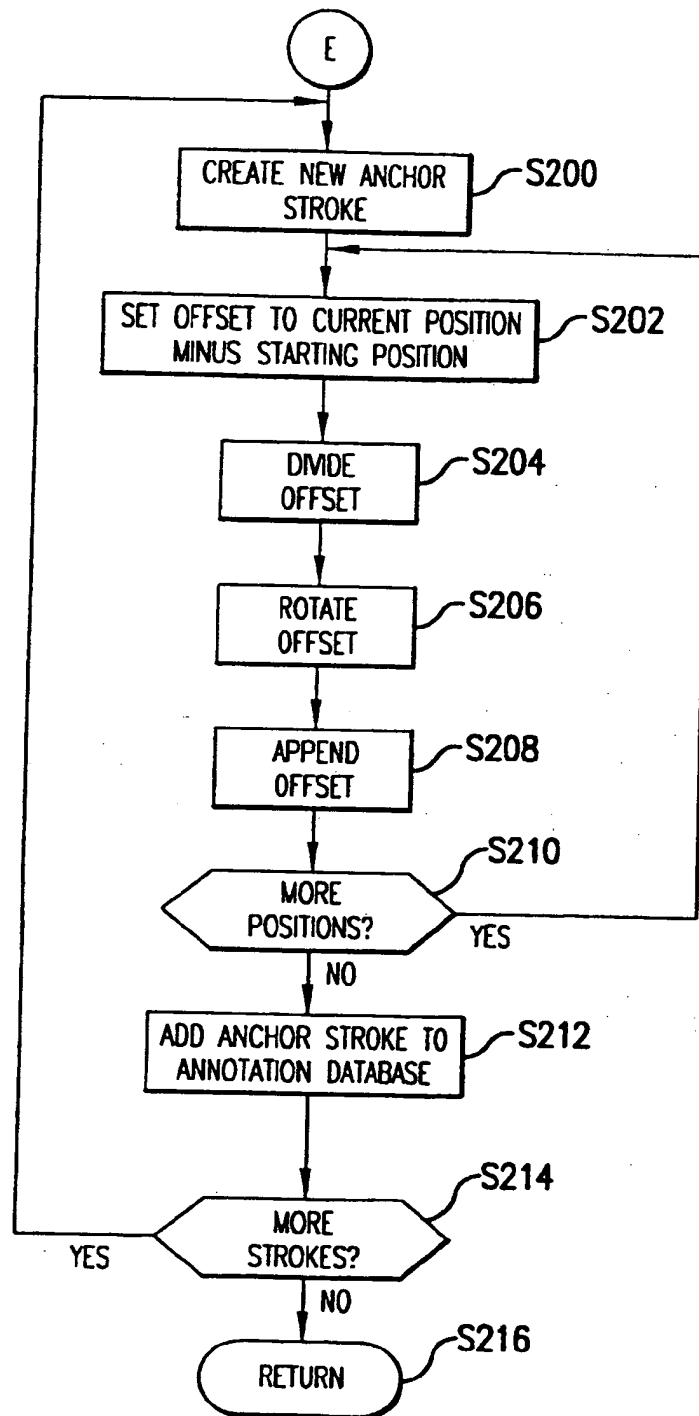 E
CREATE NEW ANCHOR
STROKE
S200
SET OFFSET TO CURRENT POSITION
MINUS STARTING POSITION
S202
DIVIDE
OFFSET
S204
ROTATE
OFFSET
S206
APPEND
OFFSET
S208
S210
MORE
POSITIONS?
YES
NO
ADD ANCHOR STROKE TO
ANNOTATION DATABASE
S212
S214
MORE
STROKES?
YES
NO
RETURN
S216